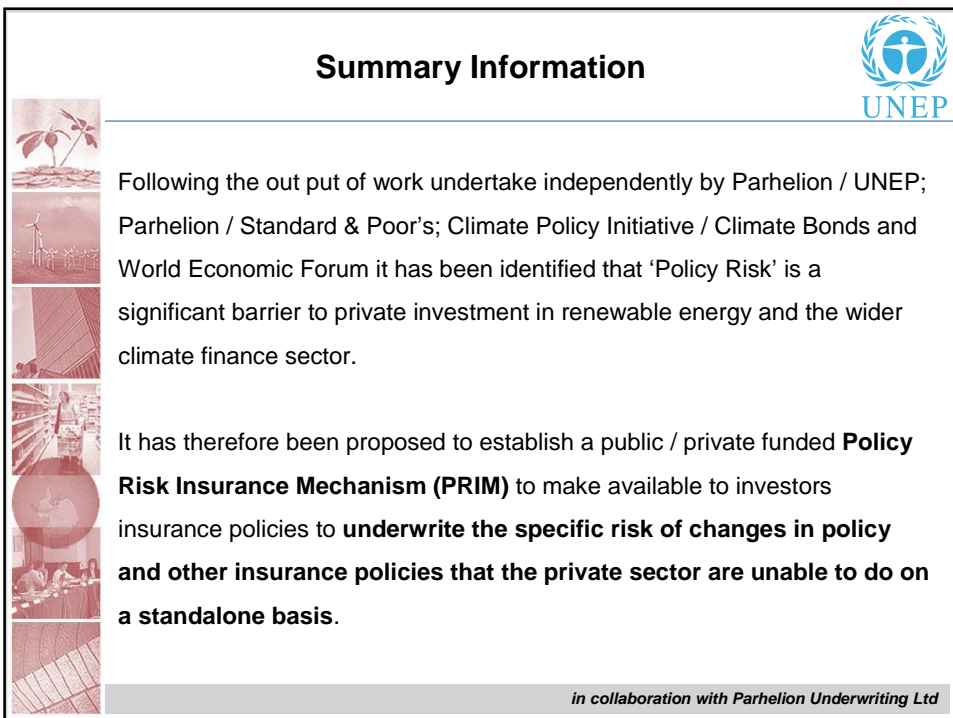 Summary Information
UNEP
Following the out put of work undertake independently by Parhelion / UNEP;
Parhelion / Standard & Poor's; Climate Policy Initiative / Climate Bonds and
World Economic Forum it has been identified that 'Policy Risk' is a
significant barrier to private investment in renewable energy and the wider
climate finance sector.
It has therefore been proposed to establish a public / private funded Policy
Risk Insurance Mechanism (PRIM) to make available to investors
insurance policies to underwrite the specific risk of changes in policy
and other insurance policies that the private sector are unable to do on
a standalone basis.
in collaboration with Parhelion Underwriting Ltd